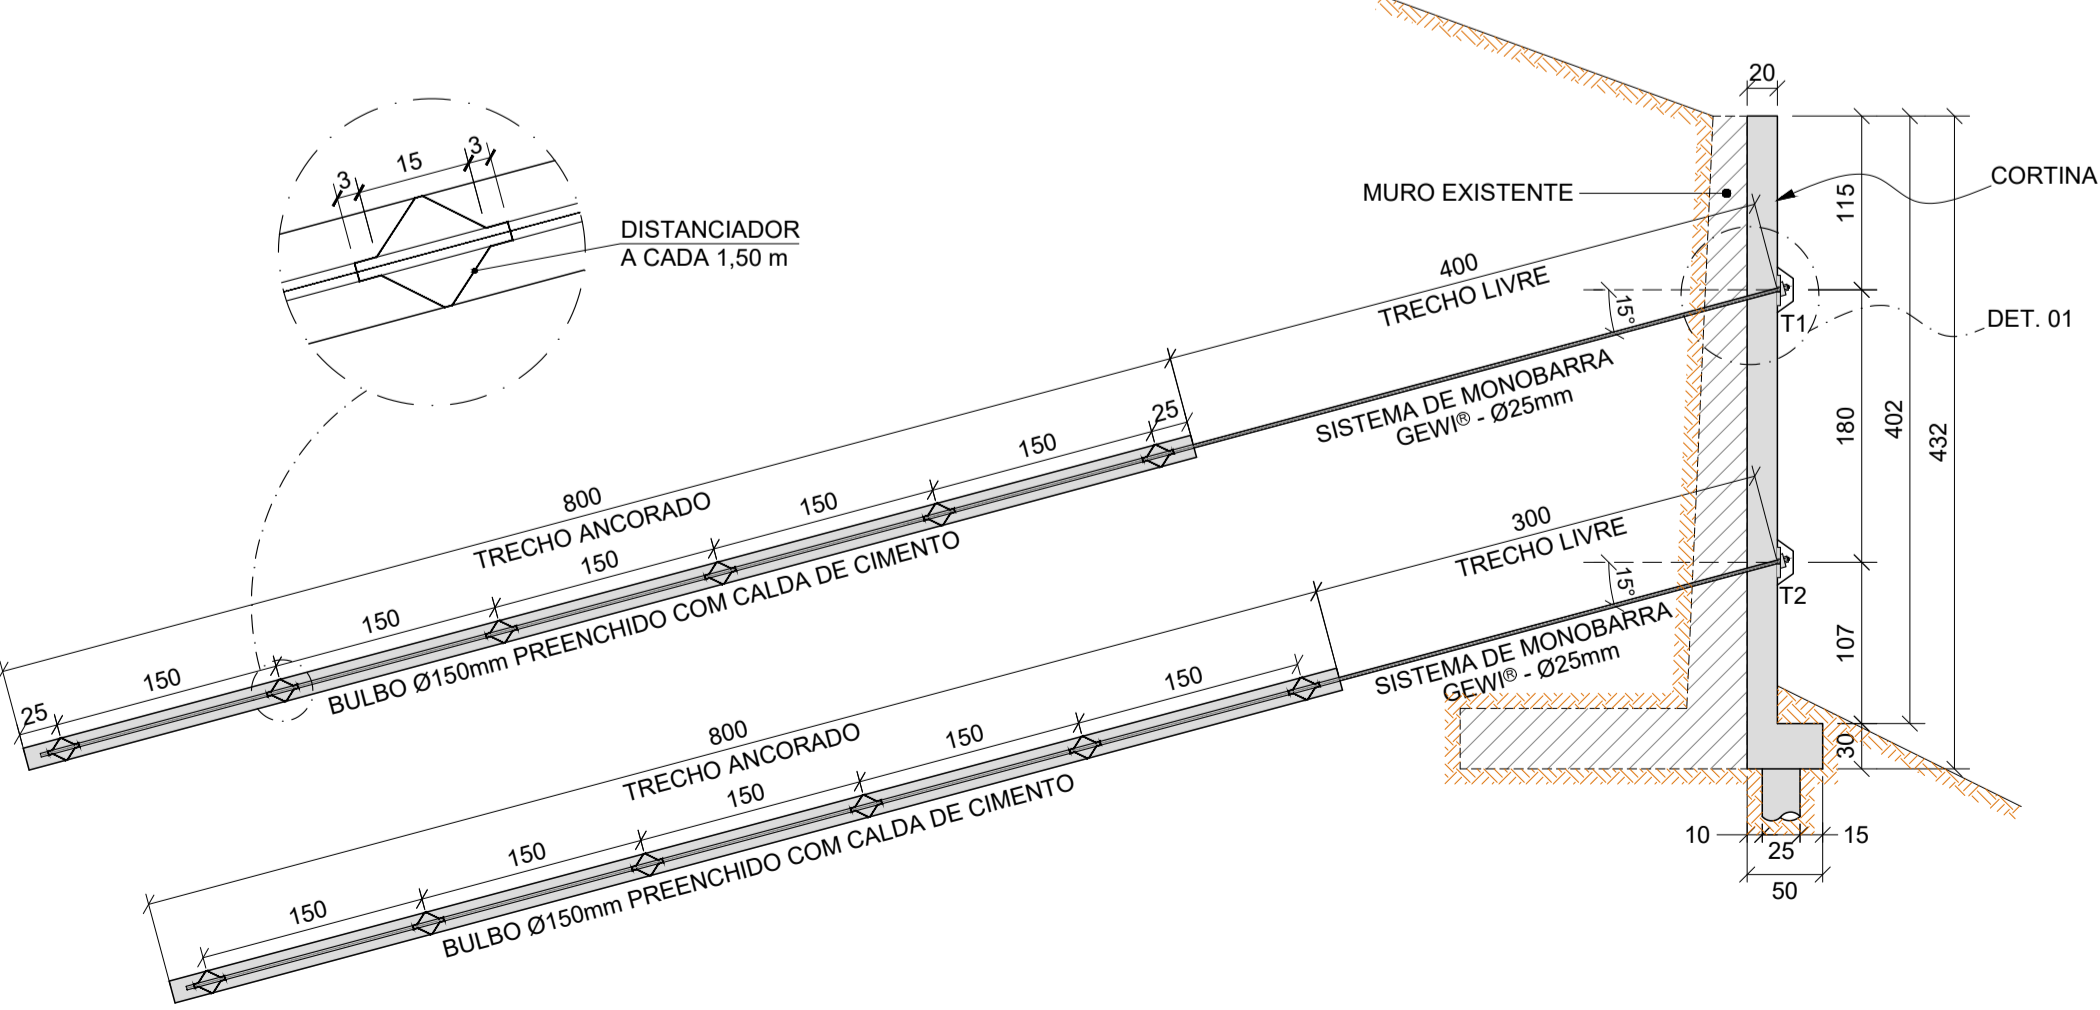 20
3
15
3
DISTANCIADOR
A CADA 1,50 m
MURO EXISTENTE
CORTINA
115
400
TRECHO LIVRE
15°
T1
DET. 01
SISTEMA DE MONOBARRA
GEWI® - Ø25mm
180
402
432
800
TRECHO ANCORADO
25
150
150
150
150
150
25
BULBO Ø150mm PREENCHIDO COM CALDA DE CIMENTO
300
TRECHO LIVRE
15°
T2
SISTEMA DE MONOBARRA
GEWI® - Ø25mm
107
30
800
TRECHO ANCORADO
150
150
150
150
150
BULBO Ø150mm PREENCHIDO COM CALDA DE CIMENTO
10
25
15
50